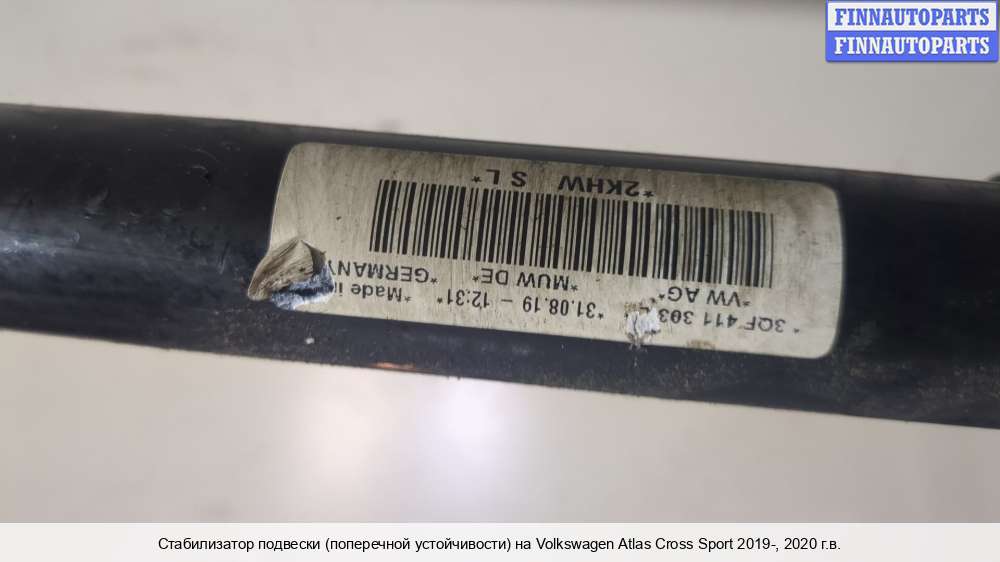 FINNAUTOPARTS
FINNAUTOPARTS
* 3QF 411 303 *31.08.19 – 12:31* *Made in
*VW AG* *MUW DE* *GERMANY
*2KHW S L*
Стабилизатор подвески (поперечной устойчивости) на Volkswagen Atlas Cross Sport 2019-, 2020 г.в.